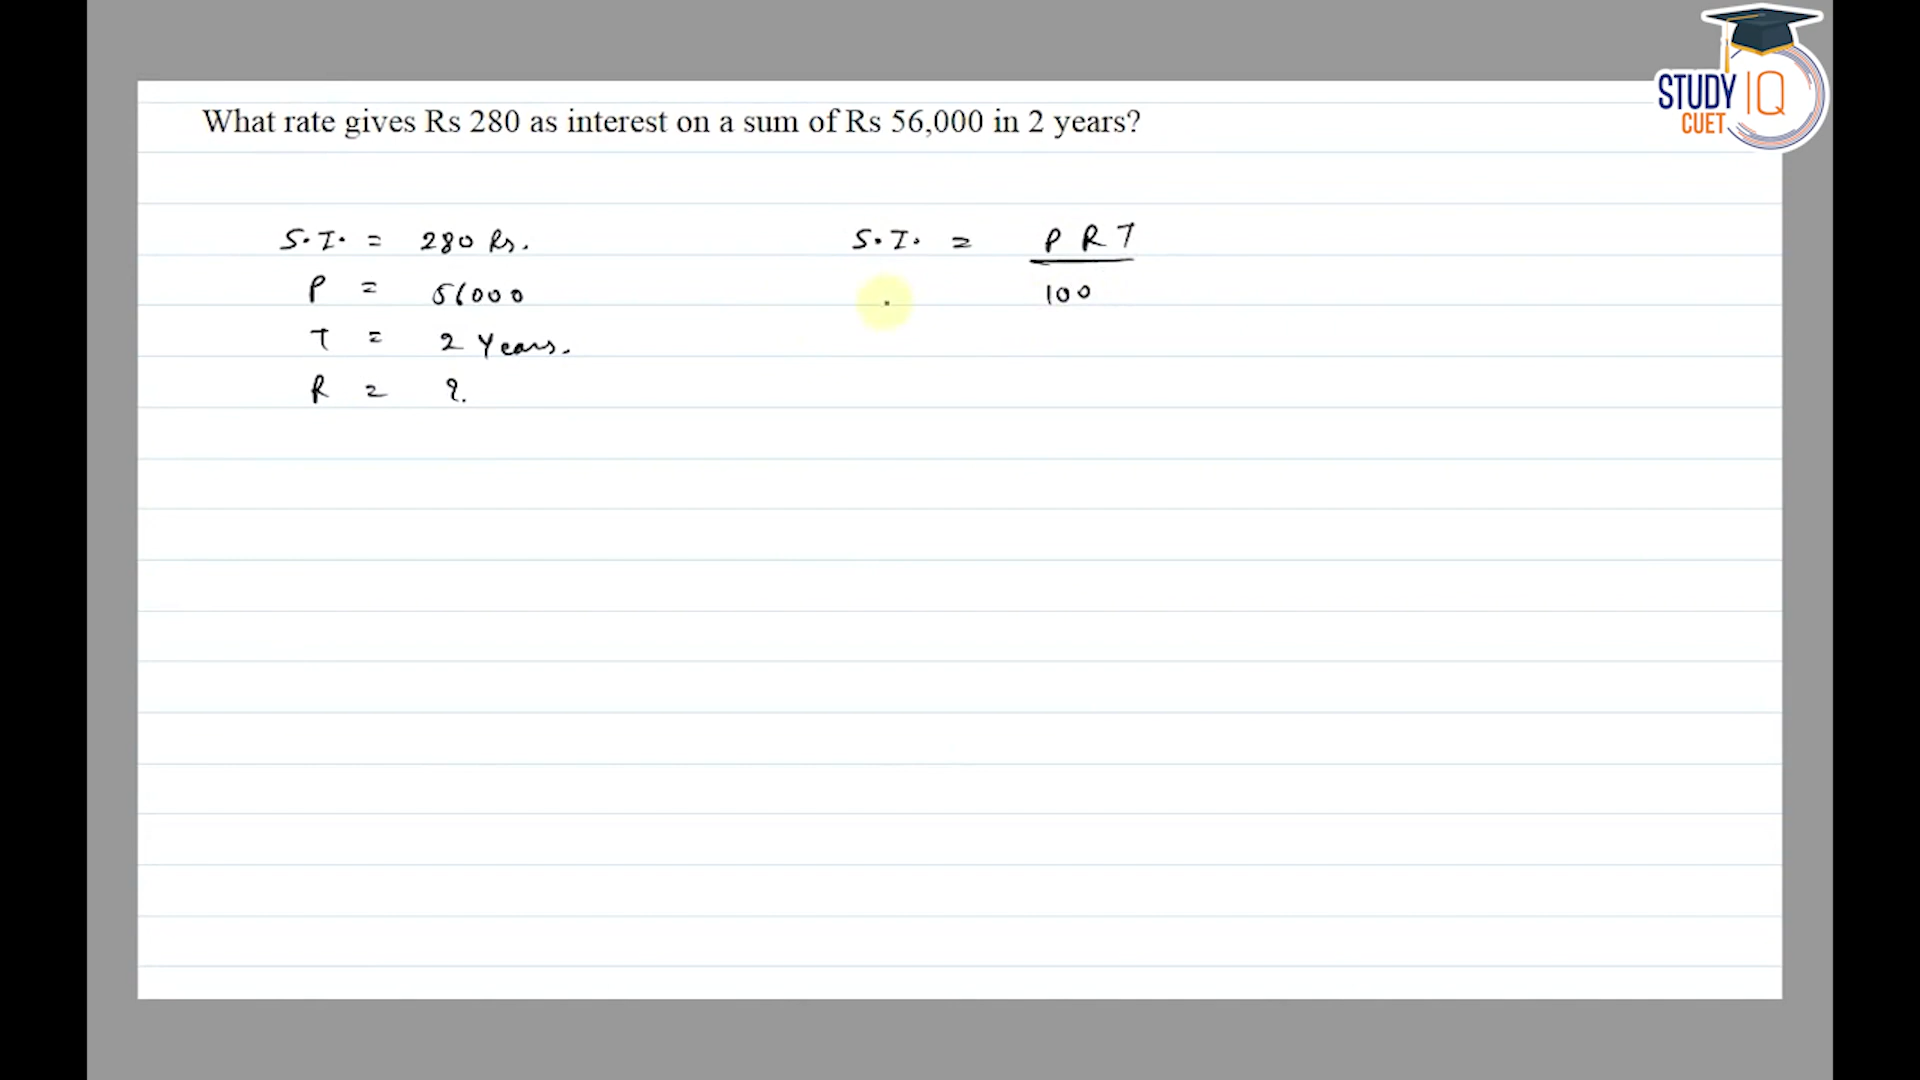 STUDY IQ
CUET
What rate gives Rs 280 as interest on a sum of Rs 56,000 in 2 years?
S.I. = 280 Rs.
P = 56000
T = 2 Years.
R = ?
S.I. = P R T
100